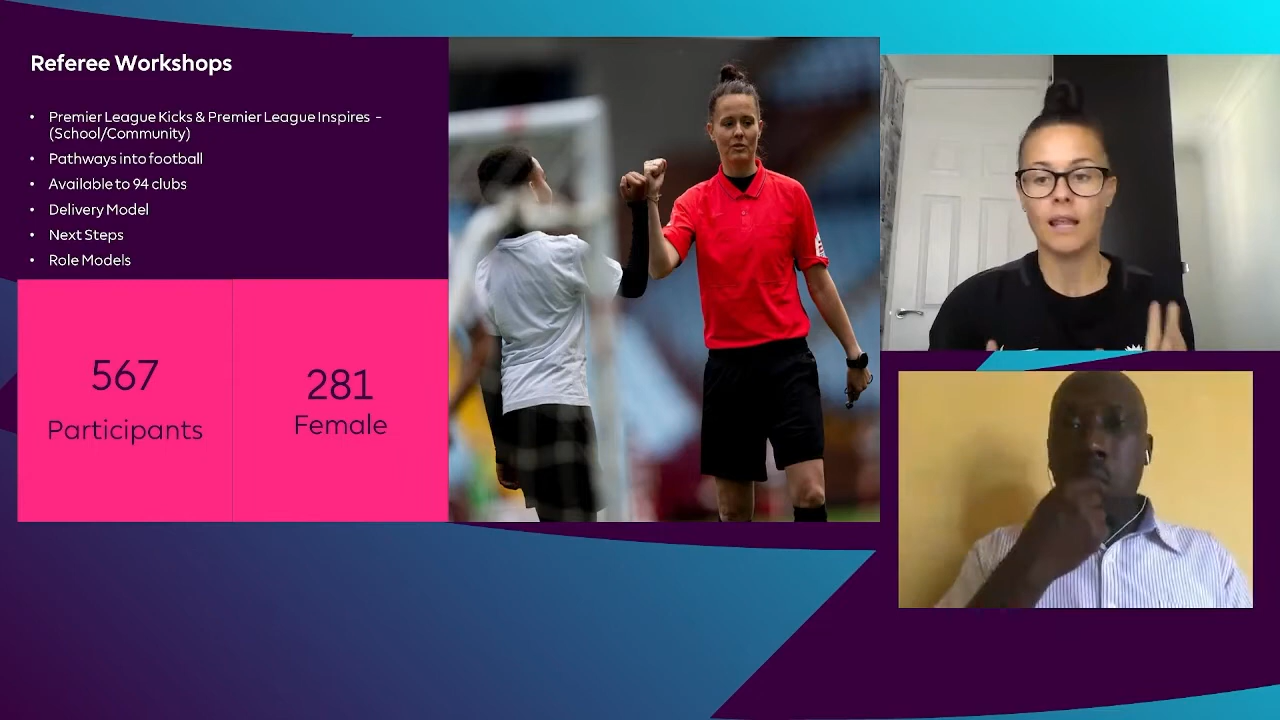 Referee Workshops
• Premier League Kicks & Premier League Inspires -
(School/Community)
• Pathways into football
• Available to 94 clubs
• Delivery Model
• Next Steps
• Role Models
567
Participants
281
Female